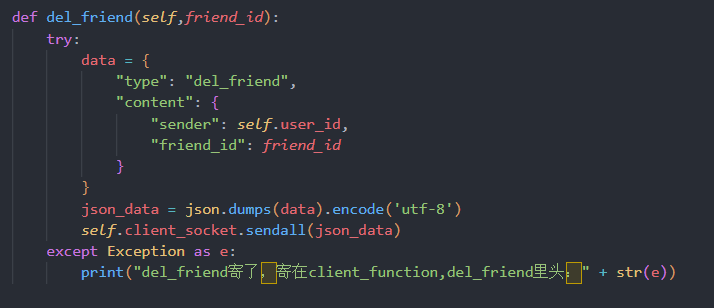 def del_friend(self,friend_id):
    try:
        data = {
            "type": "del_friend",
            "content": {
                "sender": self.user_id,
                "friend_id": friend_id
            }
        }
        json_data = json.dumps(data).encode('utf-8')
        self.client_socket.sendall(json_data)
    except Exception as e:
        print("del_friend寄了，寄在client_function,del_friend里头：" + str(e))